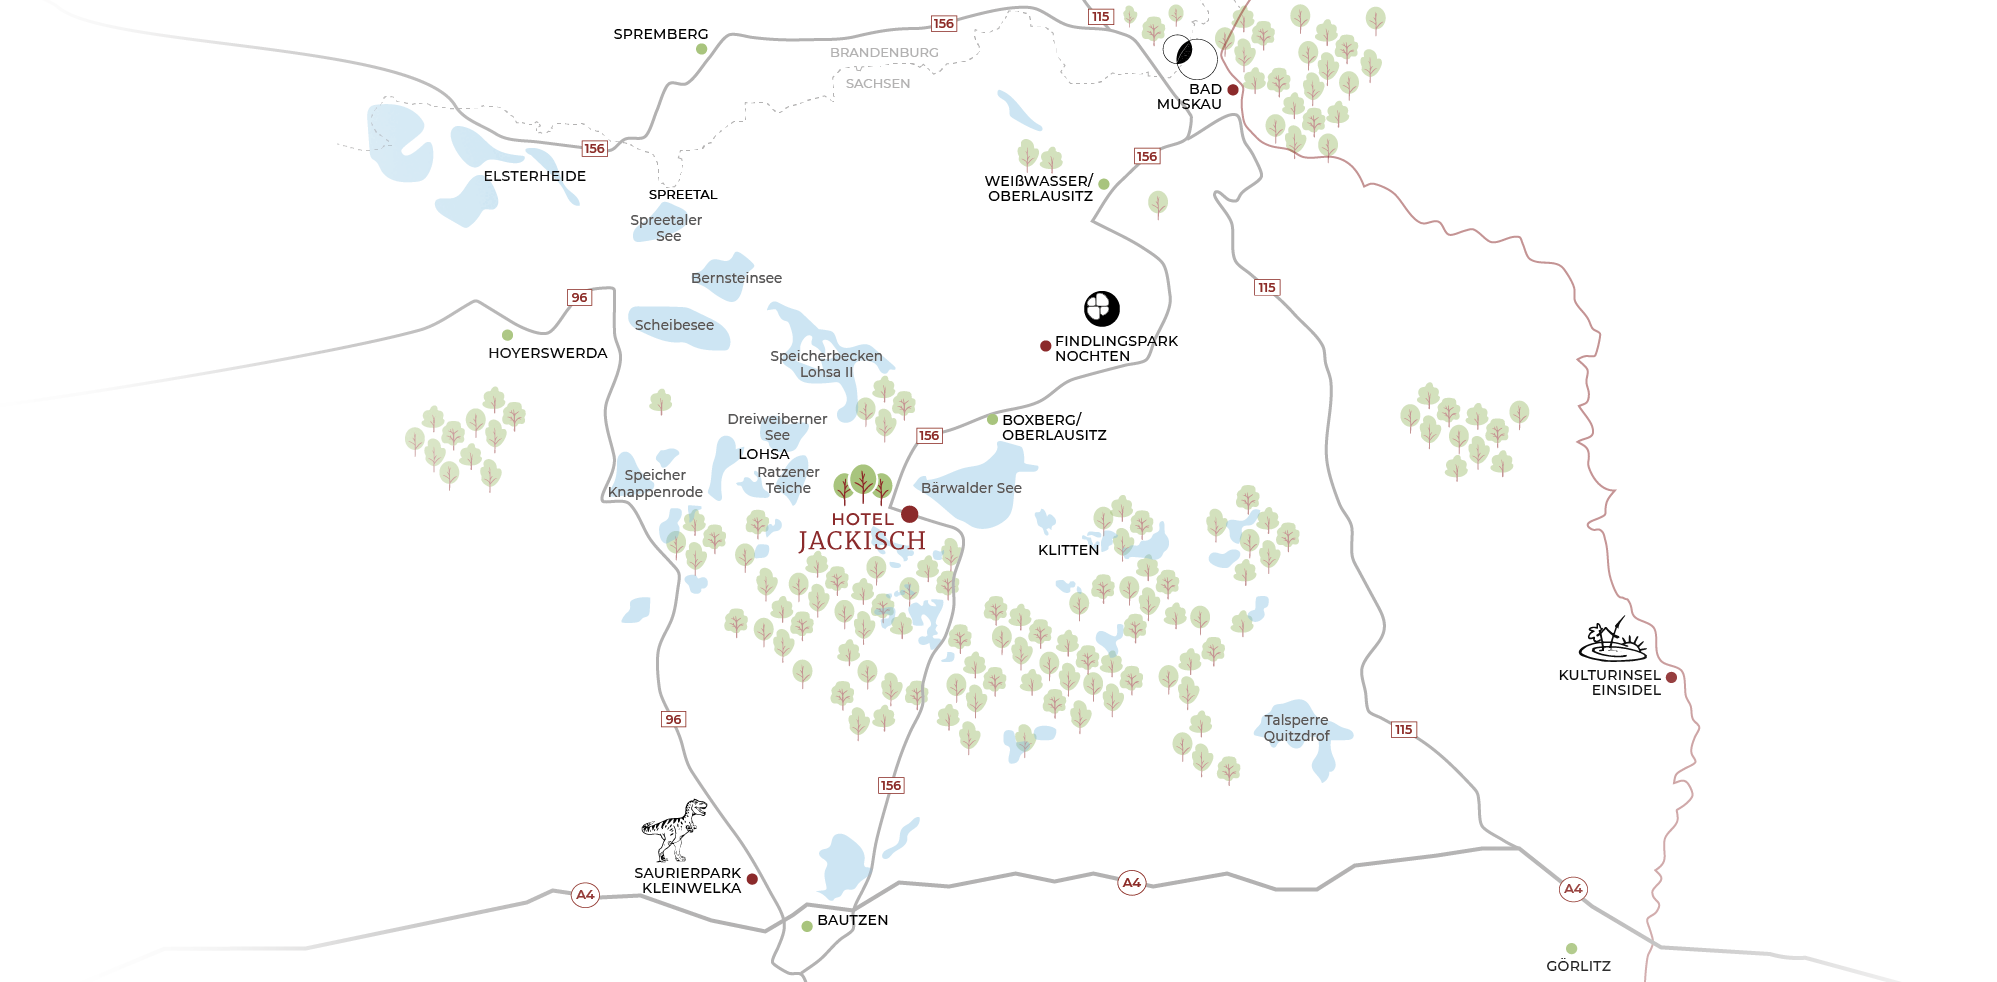 115
156
SPREMBERG
BRANDENBURG
SACHSEN
BAD
MUSKAU
156
156
ELSTERHEIDE
WEIßWASSER/
OBERLAUSITZ
SPREETAL
Spreetaler
See
Bernsteinsee
115
96
Scheibesee
HOYERSWERDA
FINDLINGSPARK
NOCHTEN
Speicherbecken
Lohsa II
Dreiweiberner
See
BOXBERG/
OBERLAUSITZ
156
LOHSA
Ratzener
Teiche
Speicher
Knappenrode
Bärwalder See
HOTEL
JACKISCH
KLITTEN
KULTURINSEL
EINSIDEL
96
Talsperre
Quitzdrof
115
156
SAURIERPARK
KLEINWELKA
A4
A4
A4
BAUTZEN
GÖRLITZ